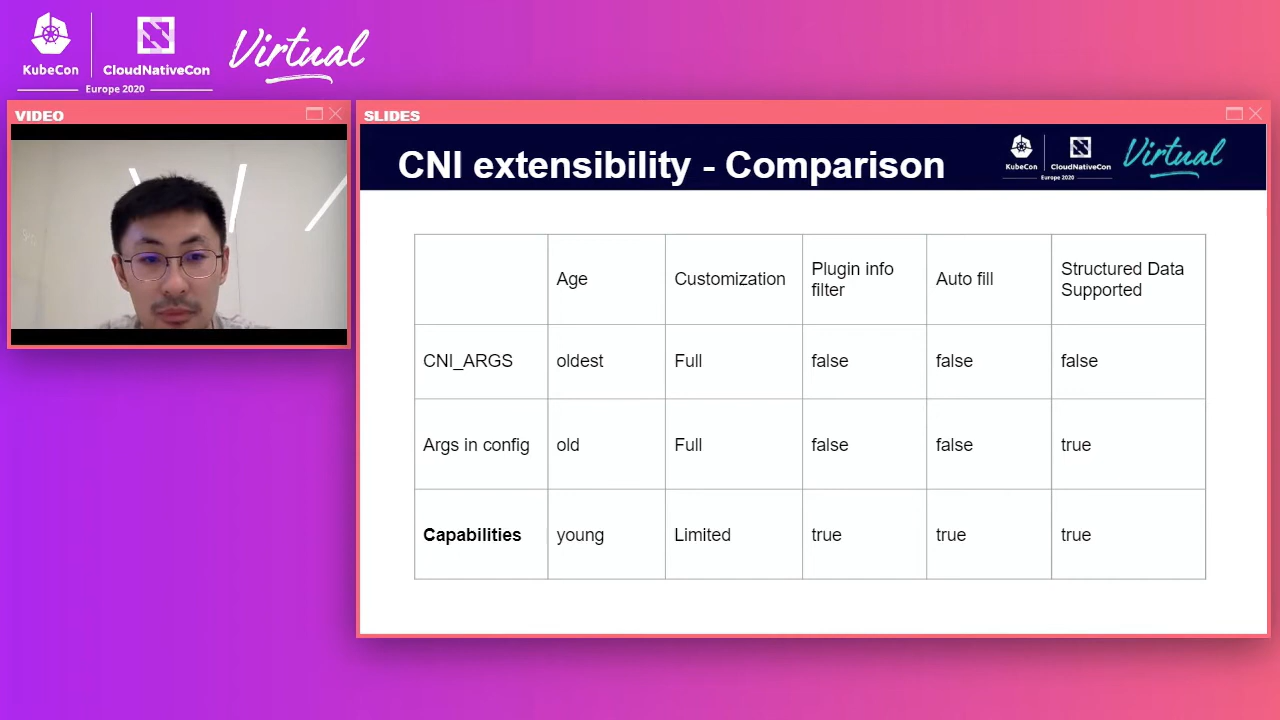 KubeCon
CloudNativeCon
Virtual
Europe 2020
VIDEO
SLIDES
CNI extensibility - Comparison
KubeCon
CloudNativeCon
Virtual
Europe 2020
Age
Customization
Plugin info
filter
Auto fill
Structured Data
Supported
CNI_ARGS
oldest
Full
false
false
false
Args in config
old
Full
false
false
true
Capabilities
young
Limited
true
true
true